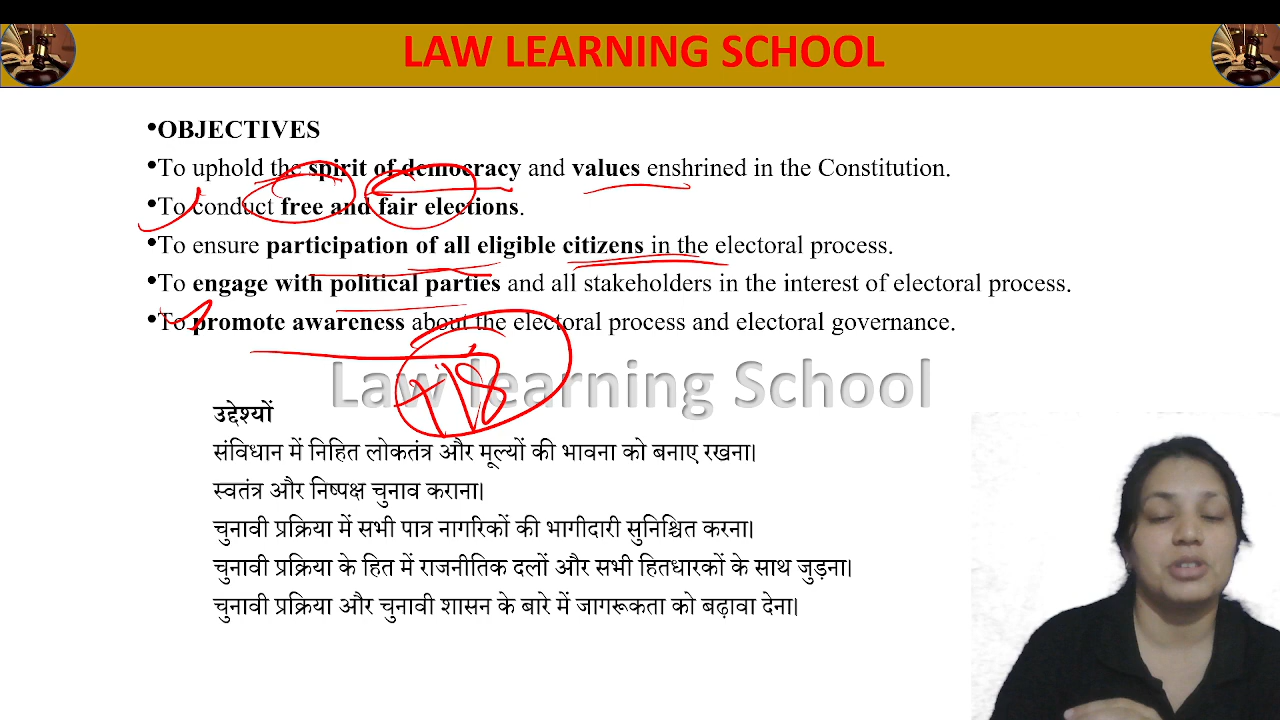 LAW LEARNING SCHOOL
•OBJECTIVES
•To uphold the spirit of democracy and values enshrined in the Constitution.
•To conduct free and fair elections.
•To ensure participation of all eligible citizens in the electoral process.
•To engage with political parties and all stakeholders in the interest of electoral process.
•To promote awareness about the electoral process and electoral governance.
+18
Law learning School
उद्देश्यों
संविधान में निहित लोकतंत्र और मूल्यों की भावना को बनाए रखना।
स्वतंत्र और निष्पक्ष चुनाव कराना।
चुनावी प्रक्रिया में सभी पात्र नागरिकों की भागीदारी सुनिश्चित करना।
चुनावी प्रक्रिया के हित में राजनीतिक दलों और सभी हितधारकों के साथ जुड़ना।
चुनावी प्रक्रिया और चुनावी शासन के बारे में जागरूकता को बढ़ावा देना।